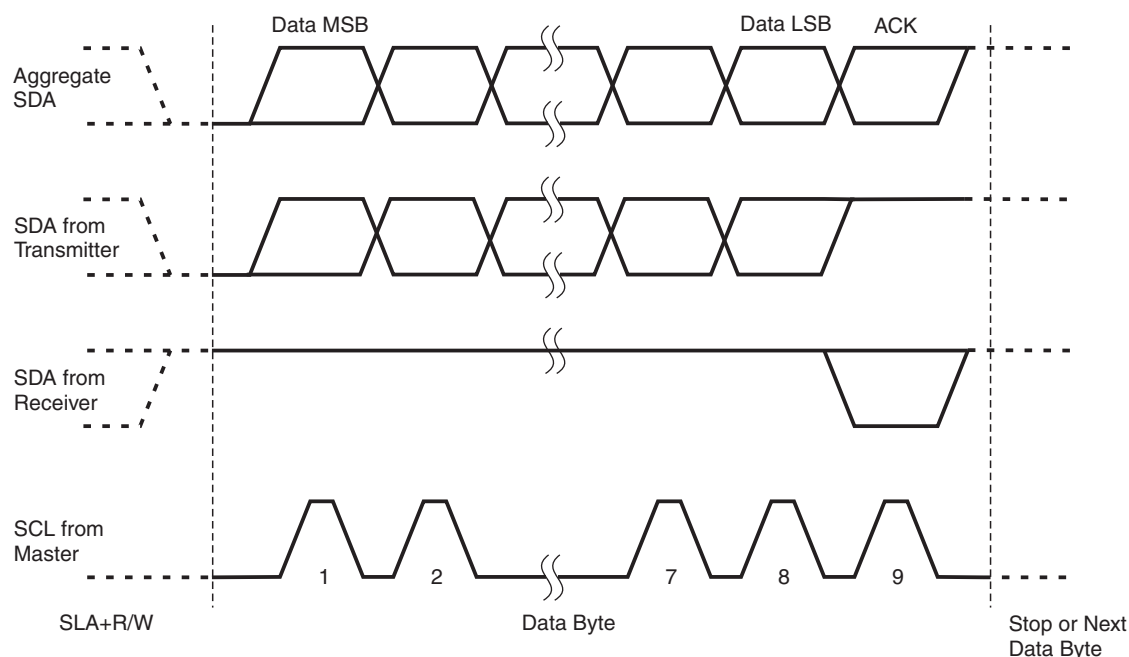 Data MSB
Data LSB
ACK
Aggregate
SDA
SDA from
Transmitter
SDA from
Receiver
SCL from
Master
1
2
7
8
9
SLA+R/W
Data Byte
Stop or Next
Data Byte